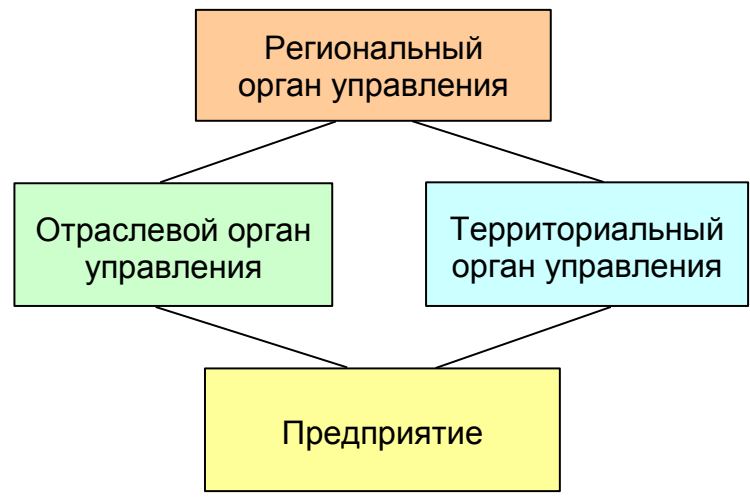 Региональный
орган управления
Отраслевой орган
управления
Территориальный
орган управления
Предприятие